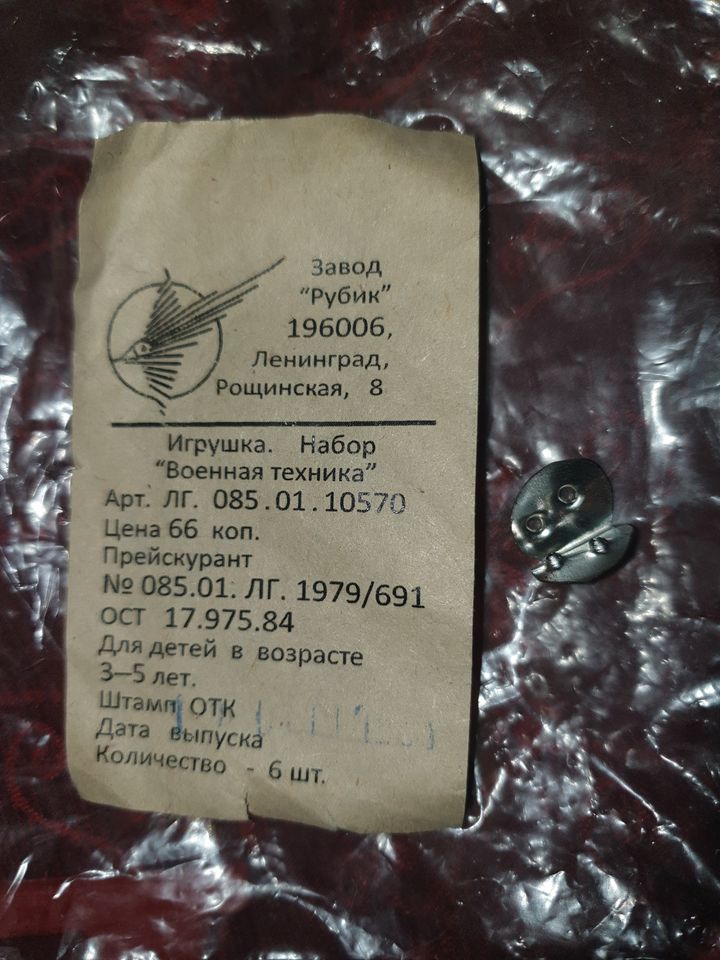 Завод
"Рубик"
196006,
Ленинград,
Рощинская, 8
Игрушка. Набор
"Военная техника"
Арт. ЛГ. 085.01.10570
Цена 66 коп.
Прейскурант
№ 085.01. ЛГ. 1979/691
ОСТ 17.975.84
Для детей в возрасте
3—5 лет.
Штамп ОТК
Дата выпуска
Количество - 6 шт.